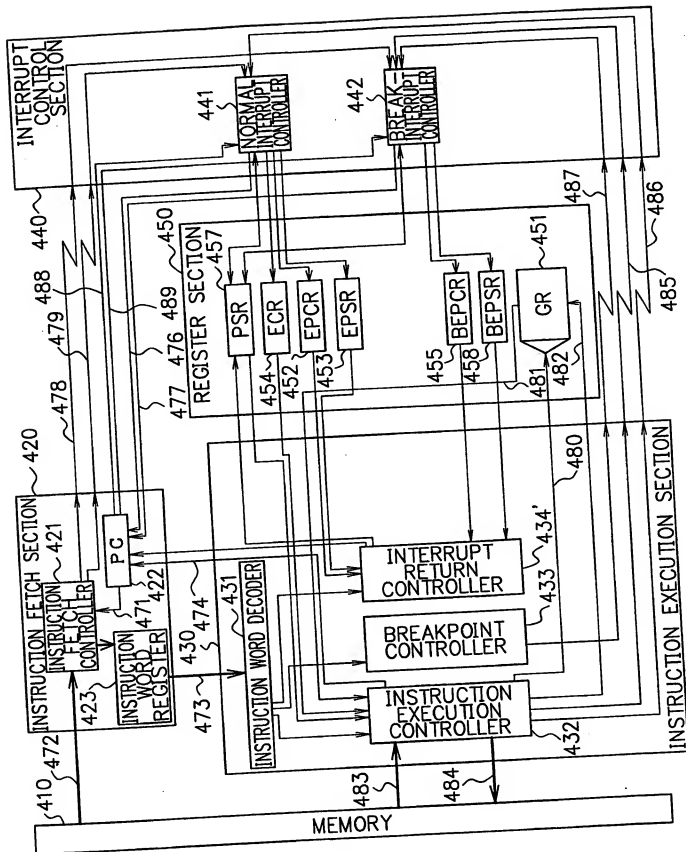 INTERRUPT
CONTROL
SECTION
440
441
NORMAL-
INTERRUPT
CONTROLLER
442
BREAK-
INTERRUPT
CONTROLLER
478
479
488
489
476
477
487
486
485
450
REGISTER SECTION
457
PSR
ECR
454
EPCR
452
EPSR
453
BEPCR
455
BEPSR
458
451
GR
481
482
480
420
INSTRUCTION FETCH SECTION
421
INSTRUCTION
FETCH
CONTROLLER
PC
422
471
423
INSTRUCTION
WORD
REGISTER
410
472
473
430
474
431
INSTRUCTION WORD DECODER
INTERRUPT
RETURN
CONTROLLER
434'
BREAKPOINT
CONTROLLER
433
INSTRUCTION
EXECUTION
CONTROLLER
432
INSTRUCTION EXECUTION SECTION
483
484
MEMORY